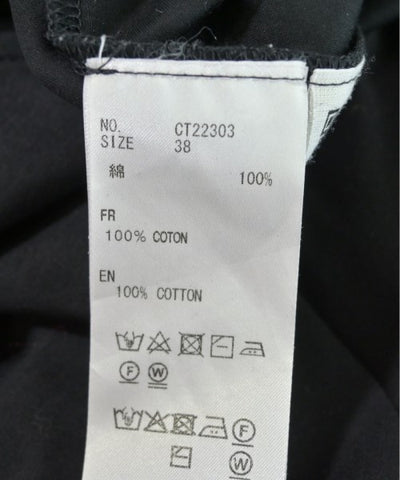 NO. CT22303
SIZE 38
綿 100%
FR
100% COTON
EN
100% COTTON
F W
F
W